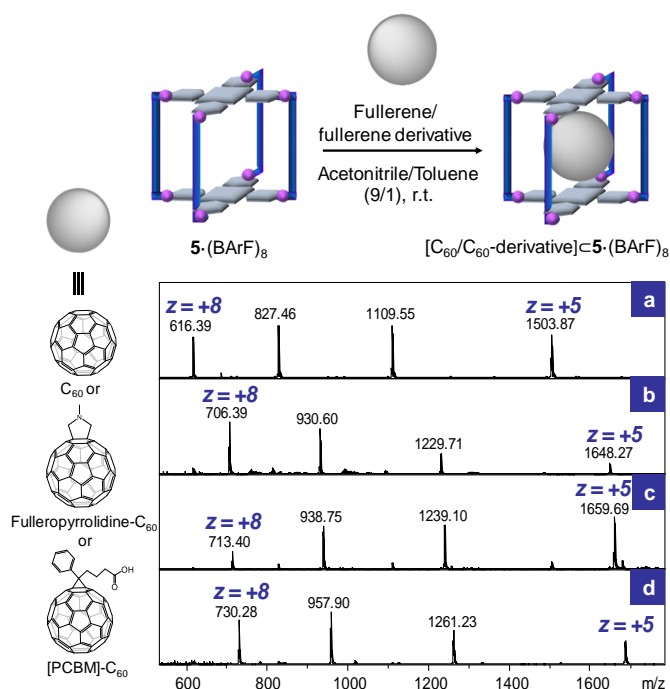 Fullerene/
fullerene derivative
Acetonitrile/Toluene
(9/1), r.t.
5·(BArF)8
[C60/C60-derivative]⊂5·(BArF)8
C60 or
N
Fulleropyrrolidine-C60
or
OH
O
[PCBM]-C60
a
z = +8
616.39
827.46
1109.55
z = +5
1503.87
b
z = +8
706.39
930.60
1229.71
z = +5
1648.27
c
z = +8
713.40
938.75
1239.10
z = +5
1659.69
d
z = +8
730.28
957.90
1261.23
z = +5
600
800
1000
1200
1400
1600
m/z